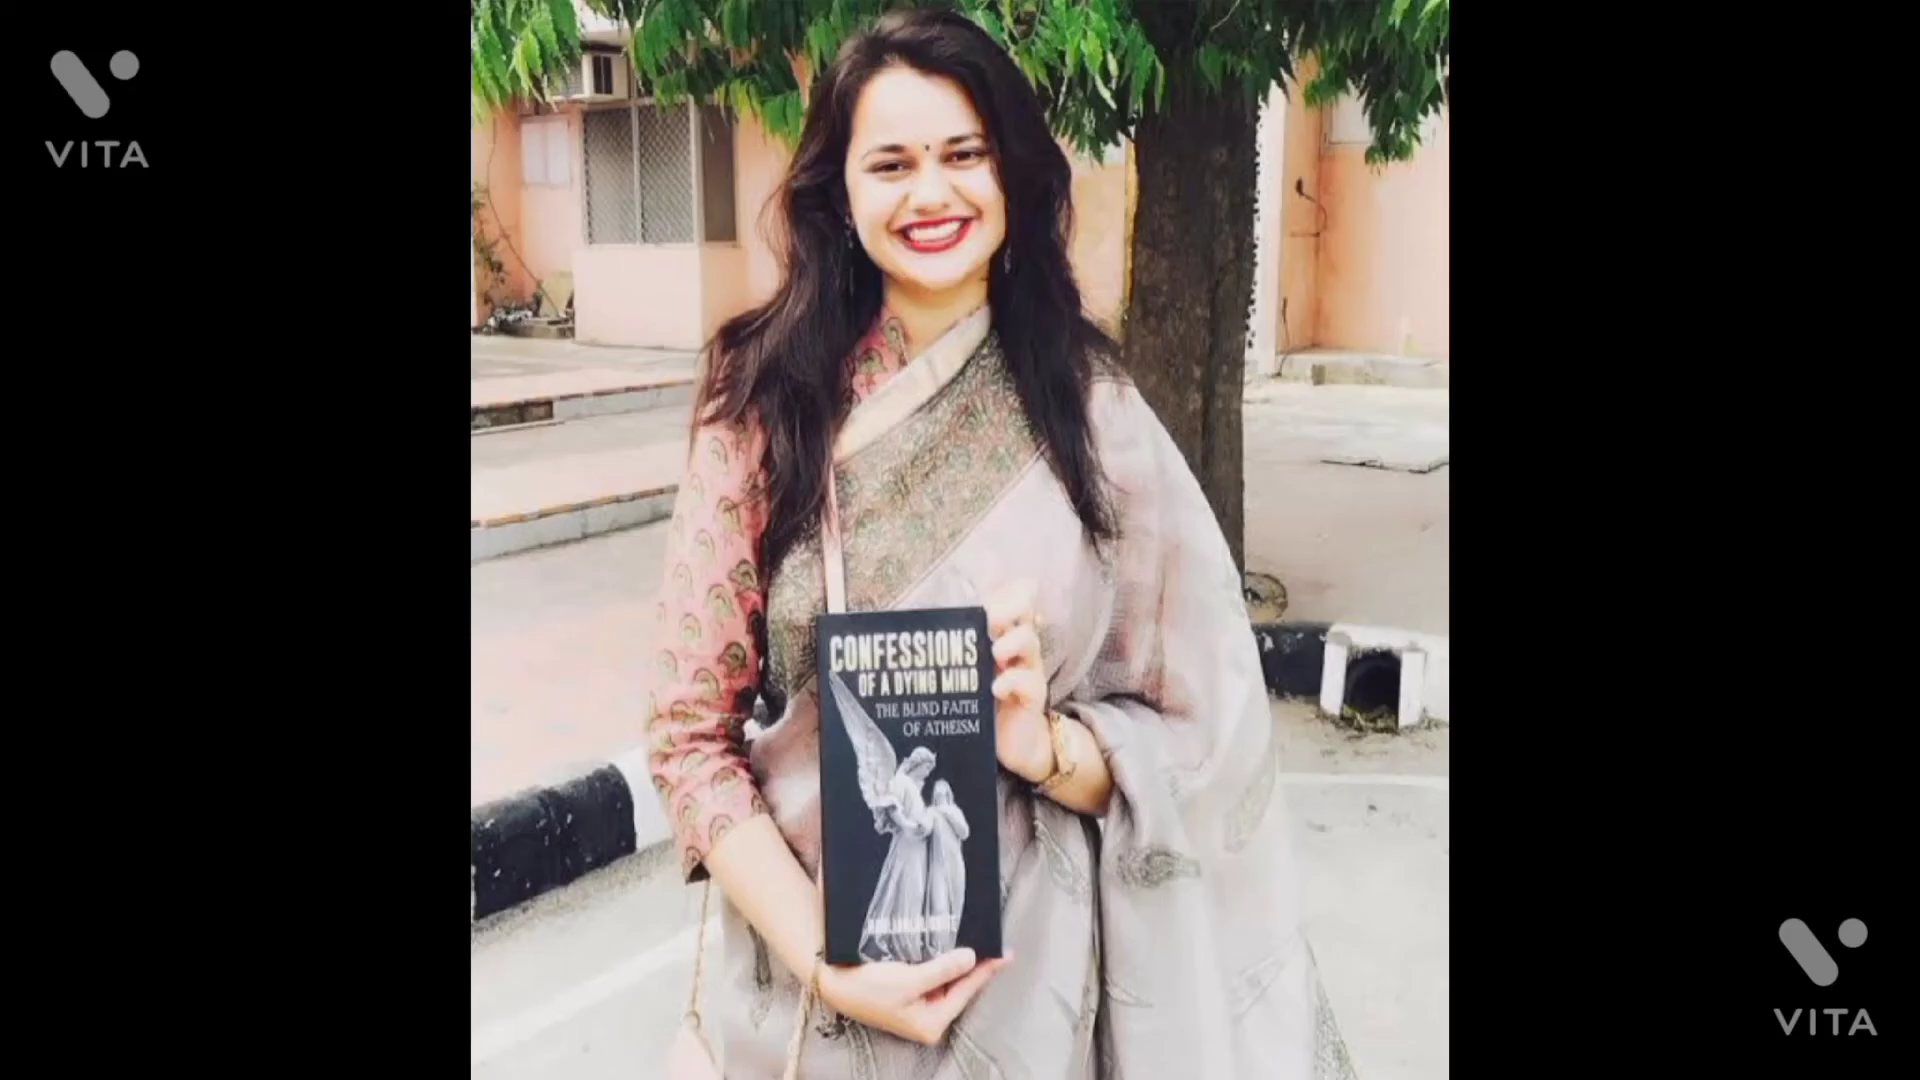 VITA
CONFESSIONS
OF A DYING MIND
THE BLIND FAITH
OF ATHEISM
VITA